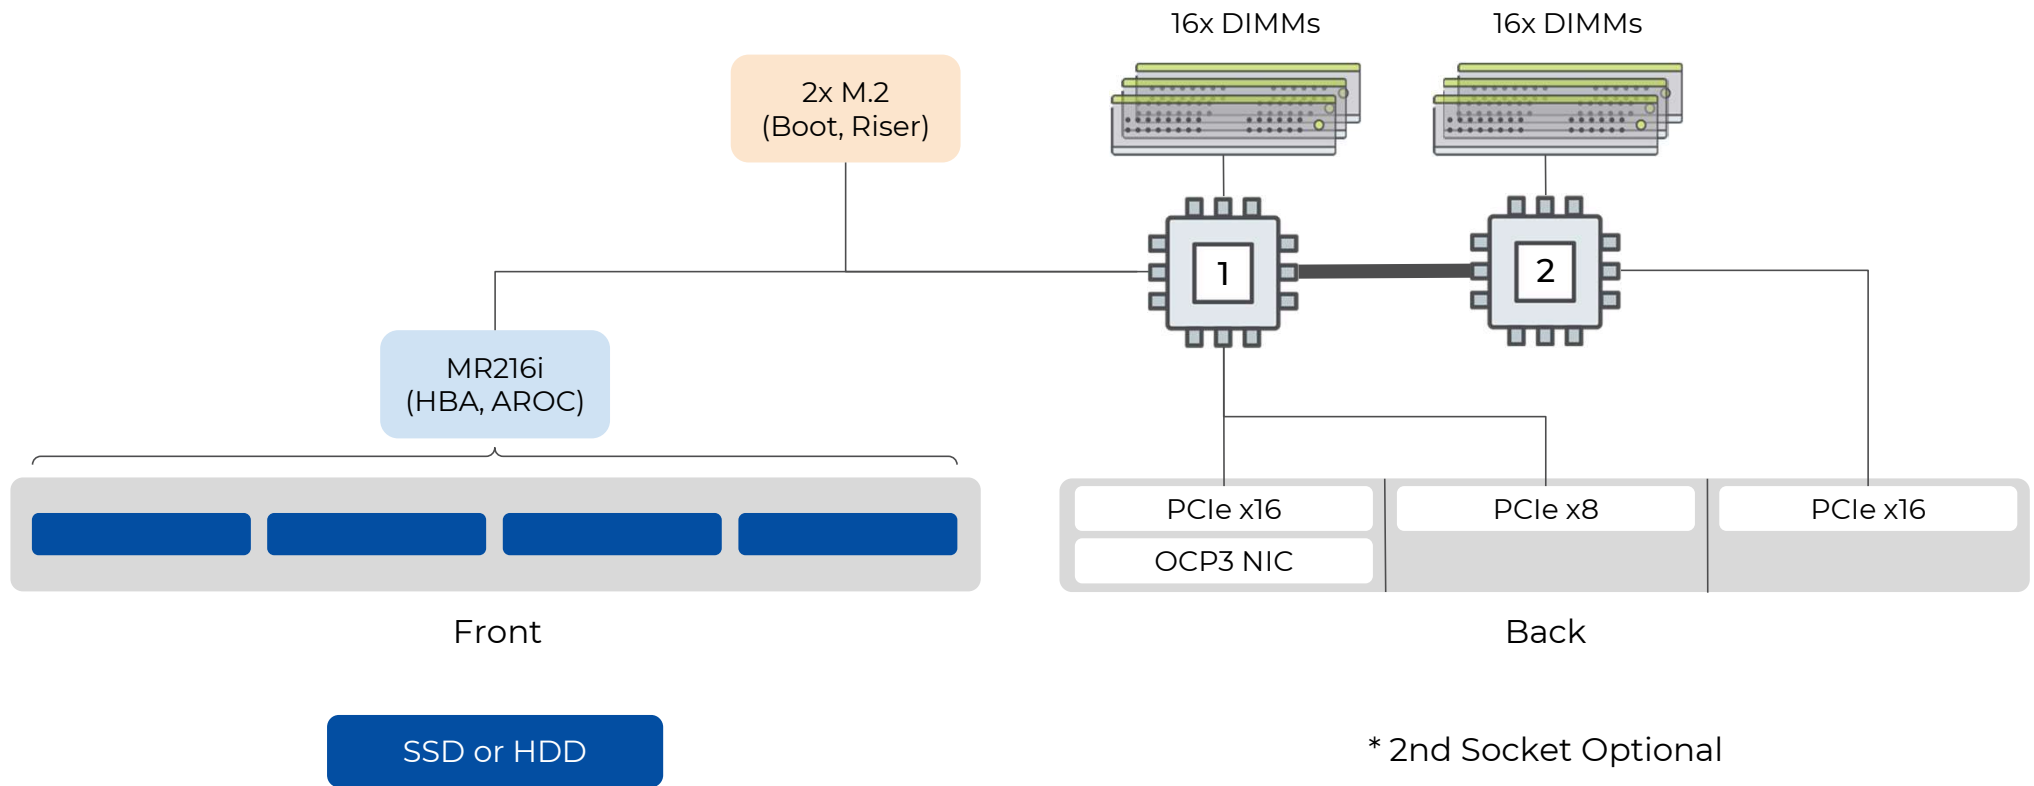 16x DIMMs
16x DIMMs
2x M.2
(Boot, Riser)
1
2
MR216i
(HBA, AROC)
PCIe x16
PCIe x8
PCIe x16
OCP3 NIC
Front
Back
SSD or HDD
* 2nd Socket Optional